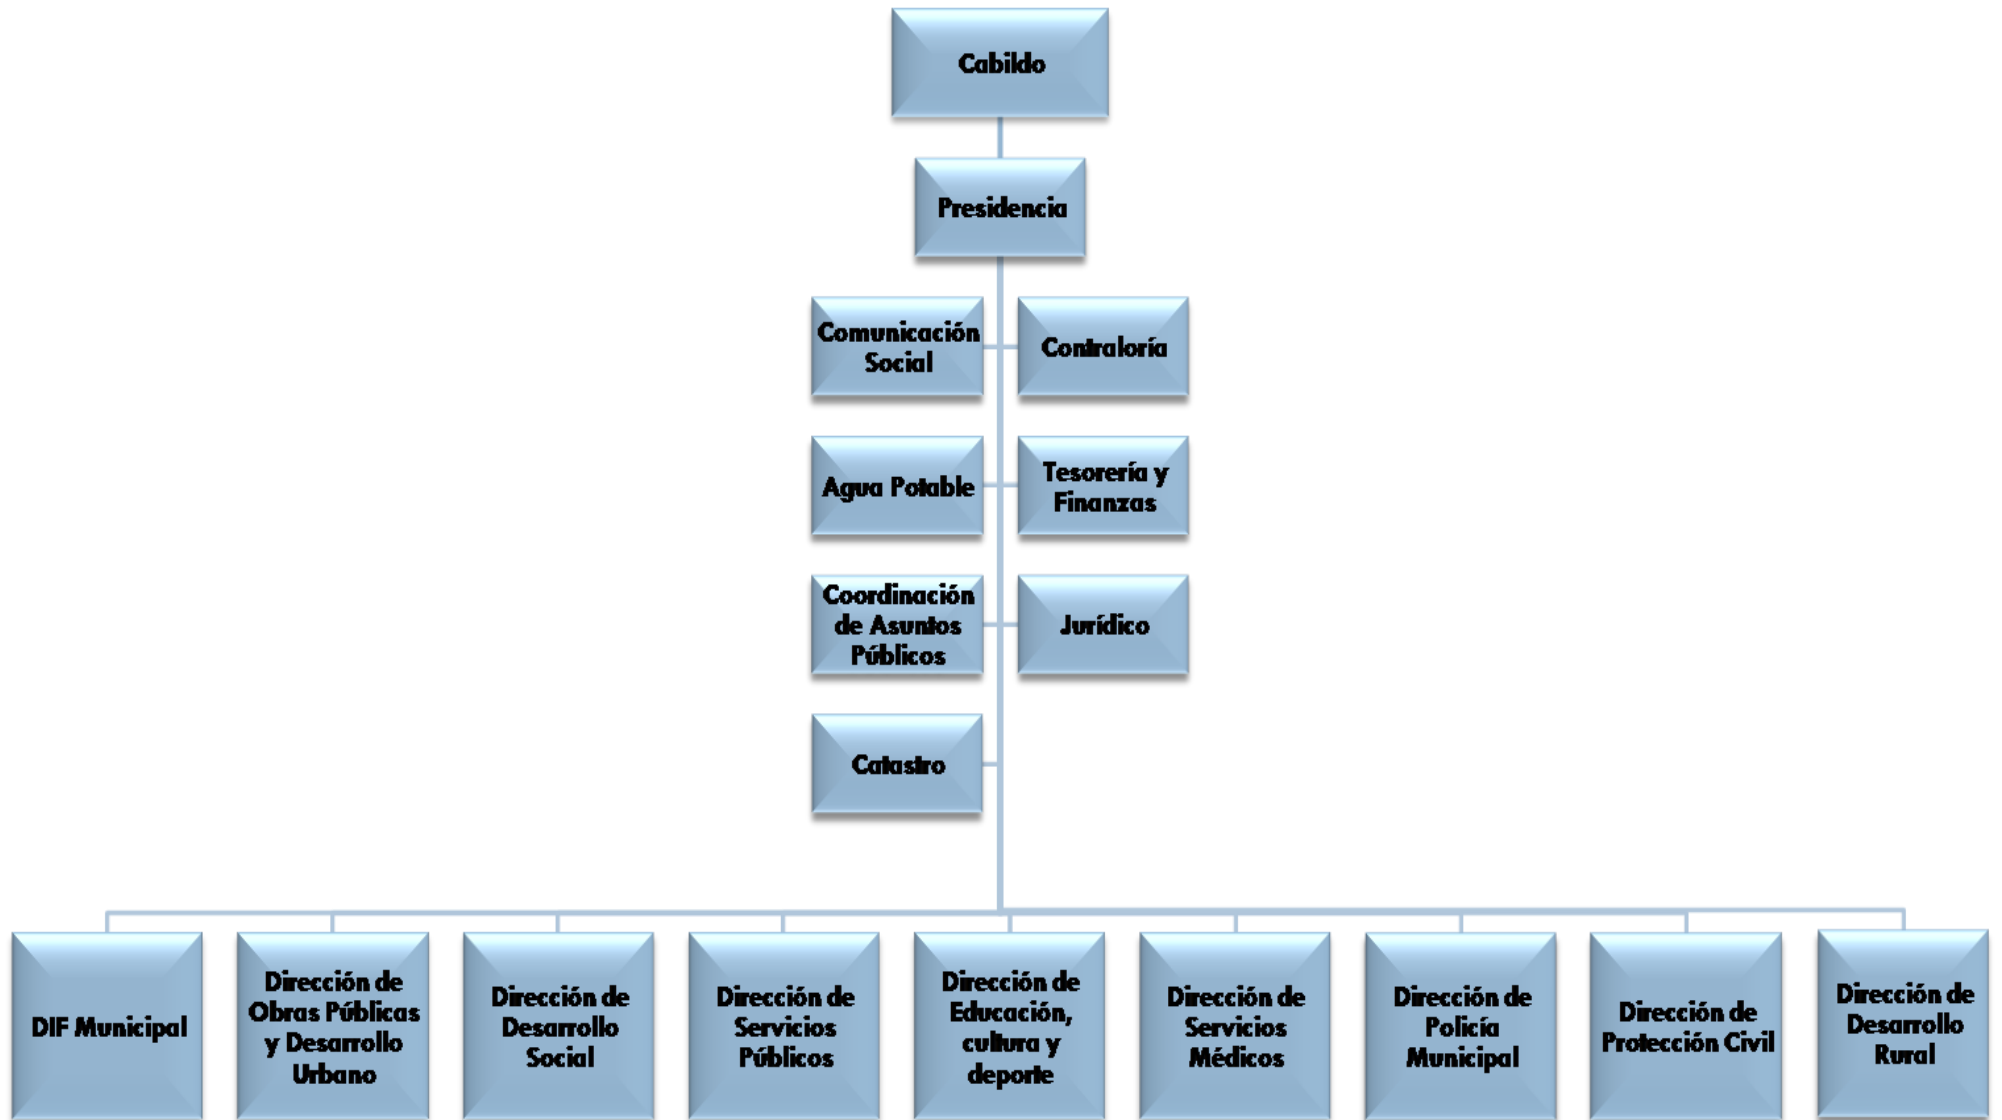 Cabildo
Presidencia
Comunicación
Social
Contraloría
Agua Potable
Tesorería y
Finanzas
Coordinación
de Asuntos
Públicos
Jurídico
Catastro
DIF Municipal
Dirección de
Obras Públicas
y Desarrollo
Urbano
Dirección de
Desarrollo
Social
Dirección de
Servicios
Públicos
Dirección de
Educación,
cultura y
deporte
Dirección de
Servicios
Médicos
Dirección de
Policía
Municipal
Dirección de
Protección Civil
Dirección de
Desarrollo
Rural